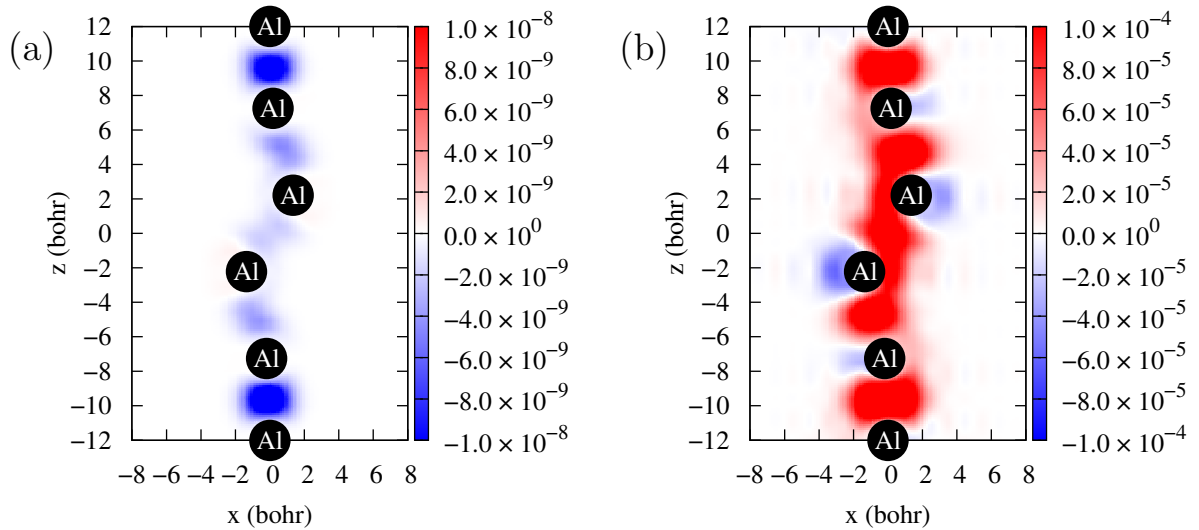 (a)
z (bohr)
12
10
8
6
4
2
0
−2
−4
−6
−8
−10
−12
Al
Al
Al
Al
Al
Al
−8 −6 −4 −2 0 2 4 6 8
x (bohr)
1.0 × 10⁻⁸
8.0 × 10⁻⁹
6.0 × 10⁻⁹
4.0 × 10⁻⁹
2.0 × 10⁻⁹
0.0 × 10⁰
−2.0 × 10⁻⁹
−4.0 × 10⁻⁹
−6.0 × 10⁻⁹
−8.0 × 10⁻⁹
−1.0 × 10⁻⁸
(b)
z (bohr)
12
10
8
6
4
2
0
−2
−4
−6
−8
−10
−12
Al
Al
Al
Al
Al
Al
−8 −6 −4 −2 0 2 4 6 8
x (bohr)
1.0 × 10⁻⁴
8.0 × 10⁻⁵
6.0 × 10⁻⁵
4.0 × 10⁻⁵
2.0 × 10⁻⁵
0.0 × 10⁰
−2.0 × 10⁻⁵
−4.0 × 10⁻⁵
−6.0 × 10⁻⁵
−8.0 × 10⁻⁵
−1.0 × 10⁻⁴